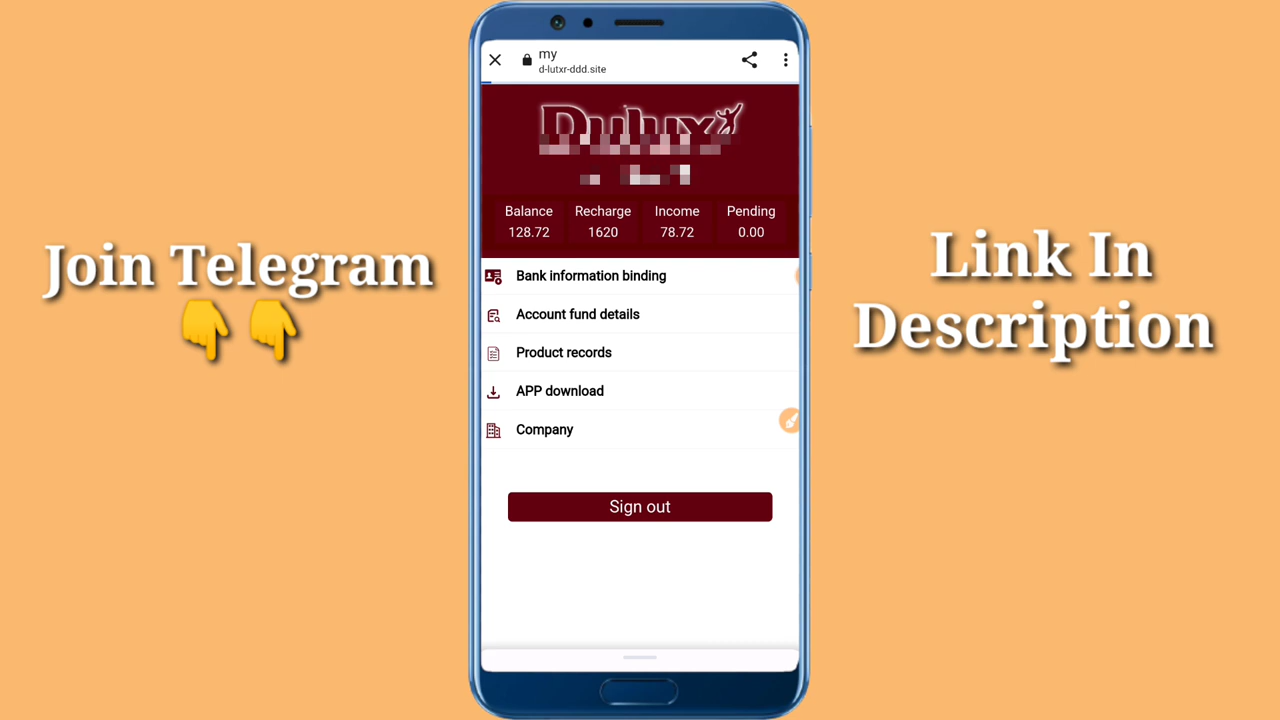 my
d-lutxr-ddd.site
Dulux
Balance Recharge Income Pending
128.72 1620 78.72 0.00
Bank information binding
Account fund details
Product records
APP download
Company
Sign out
Join Telegram
👇👇
Link In
Description